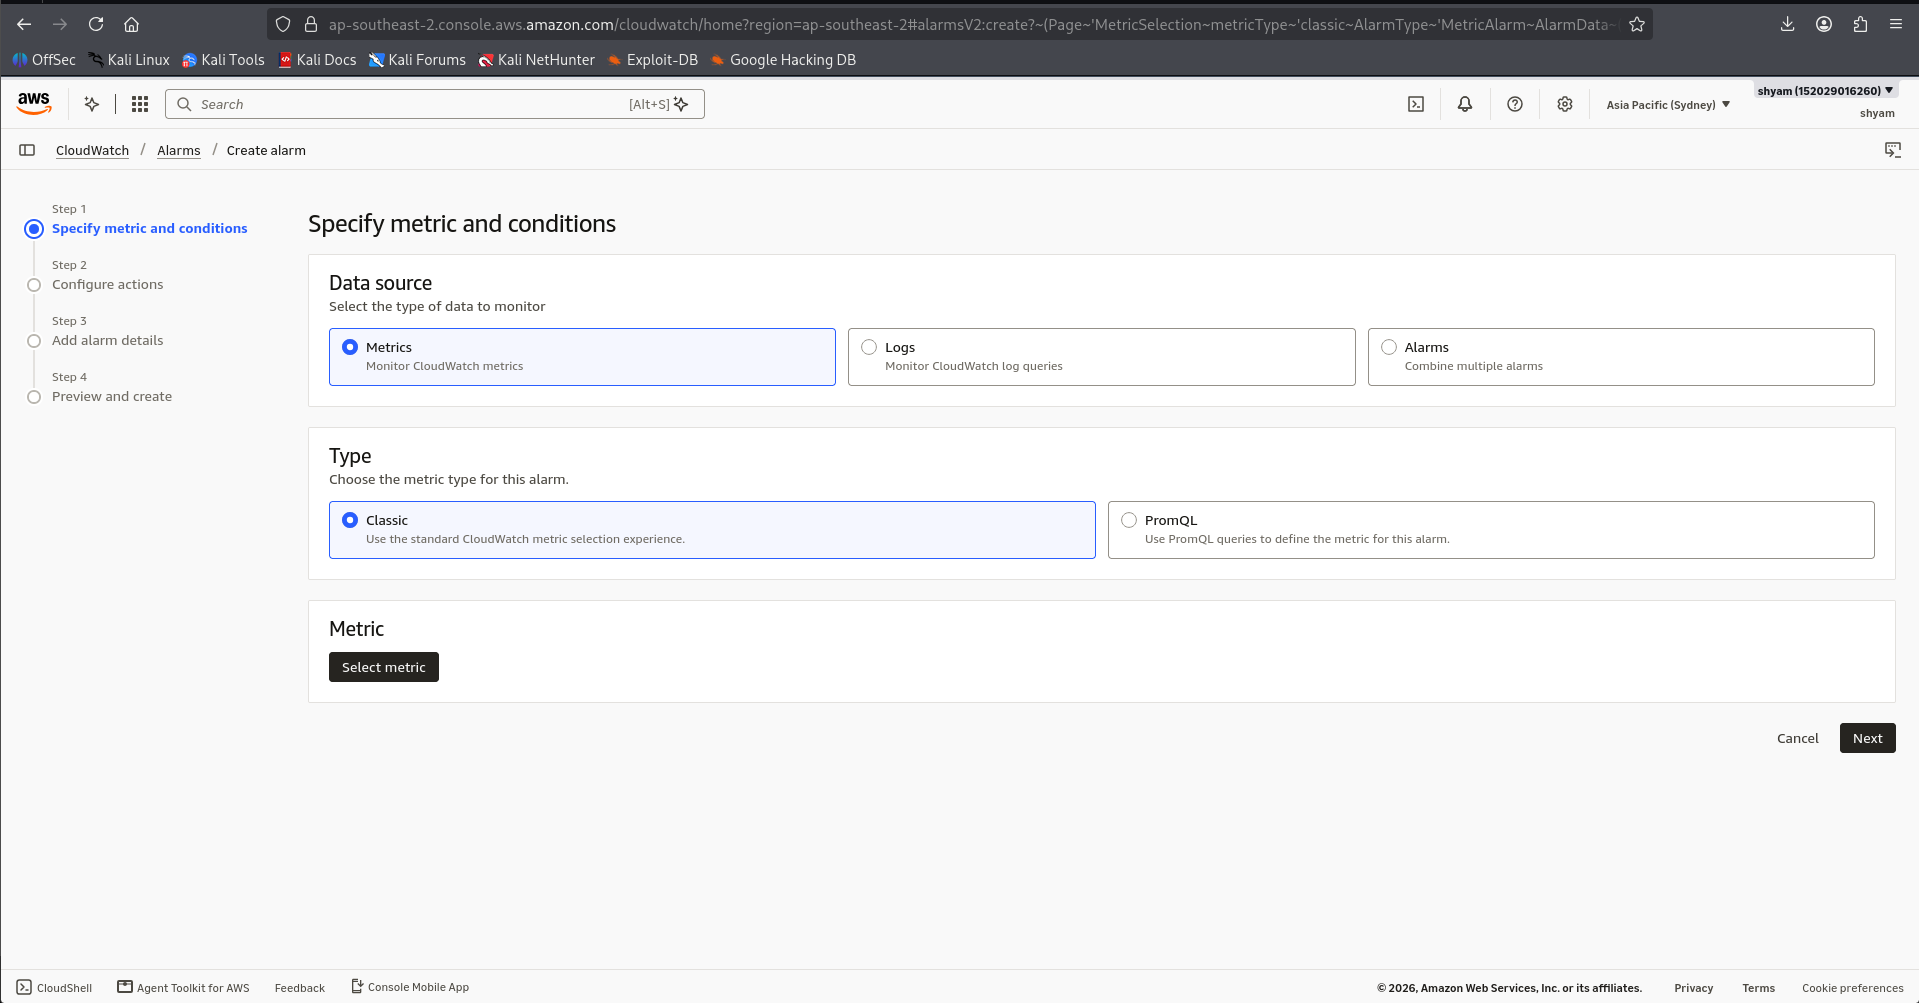 ap-southeast-2.console.aws.amazon.com/cloudwatch/home?region=ap-southeast-2#alarmsV2:create?~(Page~'MetricSelection~metricType~'classic~AlarmType~'MetricAlarm~AlarmData~
OffSec Kali Linux Kali Tools Kali Docs Kali Forums Kali NetHunter Exploit-DB Google Hacking DB
aws Search [Alt+S] Asia Pacific (Sydney) shyam (152029016260)
shyam
CloudWatch / Alarms / Create alarm
Step 1
Specify metric and conditions
Step 2
Configure actions
Step 3
Add alarm details
Step 4
Preview and create
Specify metric and conditions
Data source
Select the type of data to monitor
Metrics
Monitor CloudWatch metrics
Logs
Monitor CloudWatch log queries
Alarms
Combine multiple alarms
Type
Choose the metric type for this alarm.
Classic
Use the standard CloudWatch metric selection experience.
PromQL
Use PromQL queries to define the metric for this alarm.
Metric
Select metric
Cancel Next
CloudShell Agent Toolkit for AWS Feedback Console Mobile App © 2026, Amazon Web Services, Inc. or its affiliates. Privacy Terms Cookie preferences